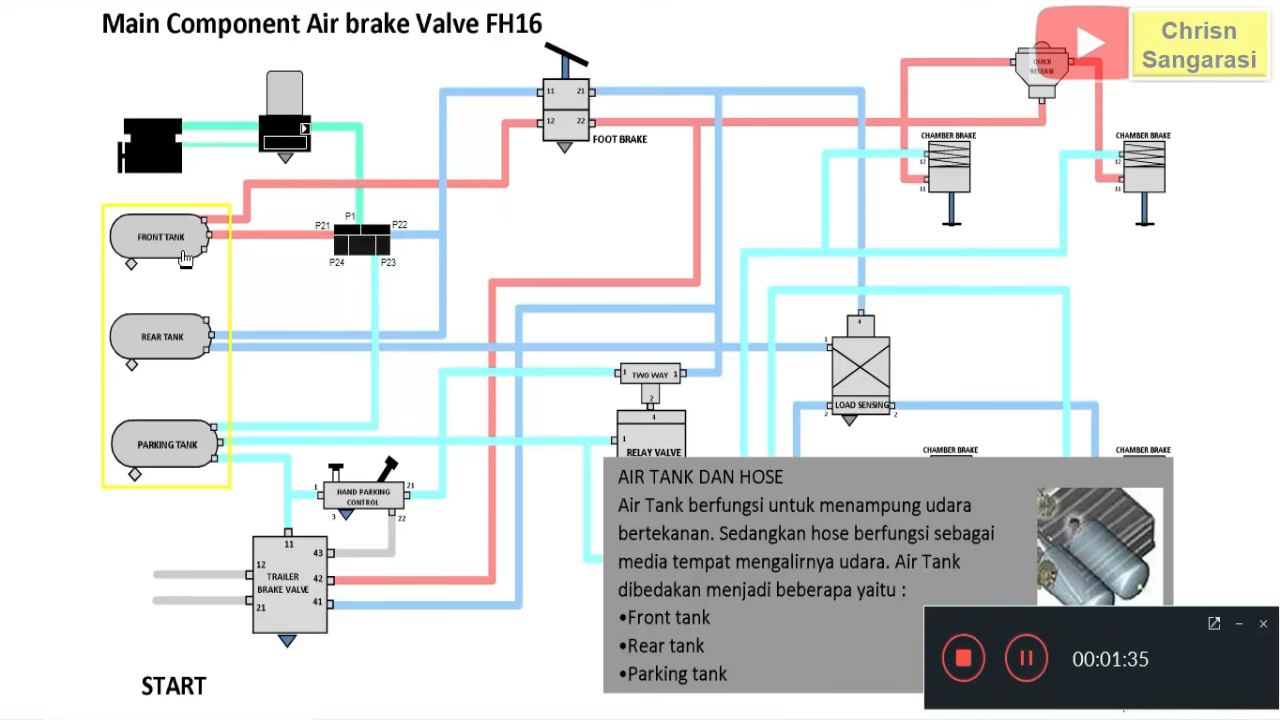 Main Component Air brake Valve FH16
Chrisn
Sangarasi
QUICK
RELEASE
11
21
12
22
FOOT BRAKE
CHAMBER BRAKE
12
11
CHAMBER BRAKE
12
11
P1
P21
P22
P24
P23
FRONT TANK
REAR TANK
PARKING TANK
4
1
LOAD SENSING
2
2
1
TWO WAY
1
2
4
1
RELAY VALVE
CHAMBER BRAKE
CHAMBER BRAKE
1
HAND PARKING
CONTROL
21
3
22
11
12
43
TRAILER
BRAKE VALVE
42
21
41
AIR TANK DAN HOSE
Air Tank berfungsi untuk menampung udara
bertekanan. Sedangkan hose berfungsi sebagai
media tempat mengalirnya udara. Air Tank
dibedakan menjadi beberapa yaitu :
•Front tank
•Rear tank
•Parking tank
00:01:35
START